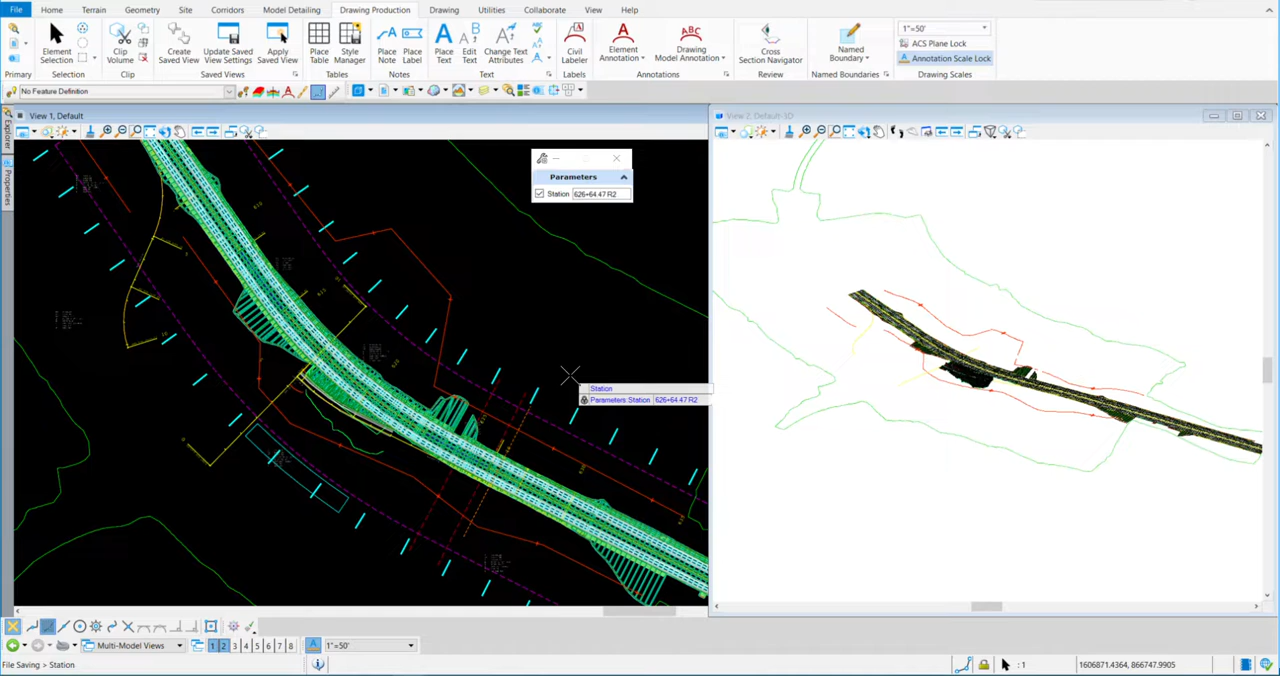 File Home Terrain Geometry Site Corridors Model Detailing Drawing Production Drawing Utilities Collaborate View Help
Element Selection
Clip Volume
Create Saved View
Update Saved View Settings
Apply Saved View
Place Table
Style Manager
Place Note
Place Label
Place Text
Edit Text
Change Text Attributes
Civil Labeler
Element Annotation
Drawing Model Annotation
Cross Section Navigator
Named Boundary
1"=50'
ACS Plane Lock
Annotation Scale Lock
Primary Selection Clip Saved Views Tables Notes Text Labels Annotations Review Named Boundaries Drawing Scales
No Feature Definition
Explorer
Properties
View 1, Default
View 2, Default-3D
Parameters
Station 626+64.47 R2
Station
Parameters Station 626+64.47 R2
Multi-Model Views 1 2 3 4 5 6 7 8 1"=50'
File Saving > Station
: 1
1606871.4364, 866747.9905